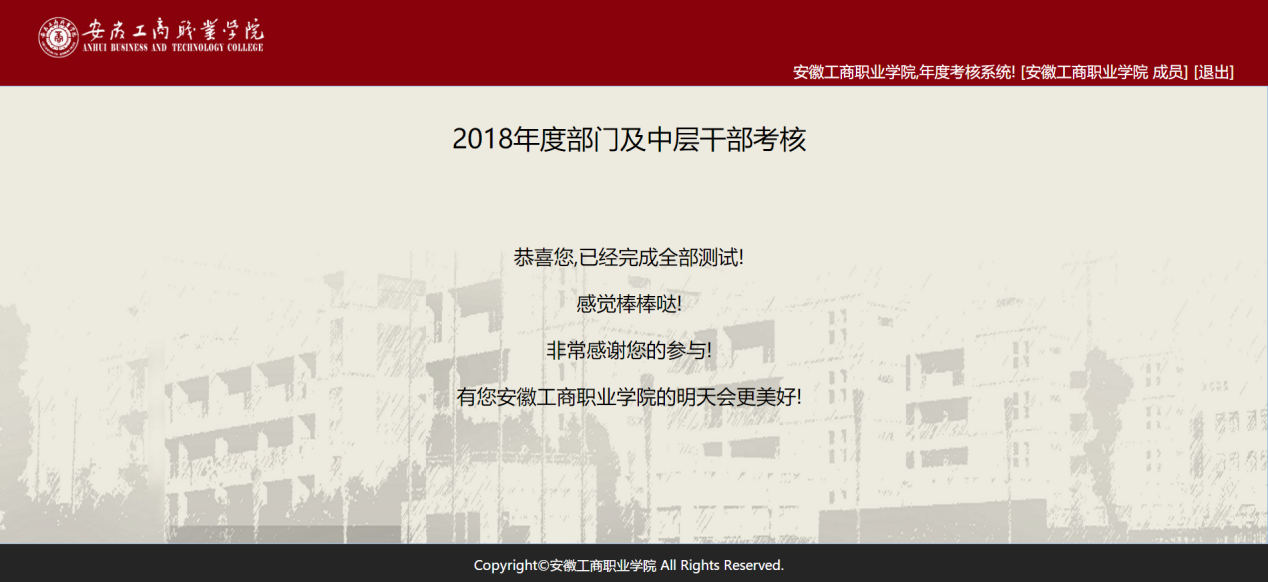 安徽工商职业学院
ANHUI BUSINESS AND TECHNOLOGY COLLEGE
安徽工商职业学院,年度考核系统! [安徽工商职业学院 成员] [退出]
2018年度部门及中层干部考核
恭喜您,已经完成全部测试!
感觉棒棒哒!
非常感谢您的参与!
有您安徽工商职业学院的明天会更美好!
Copyright©安徽工商职业学院 All Rights Reserved.